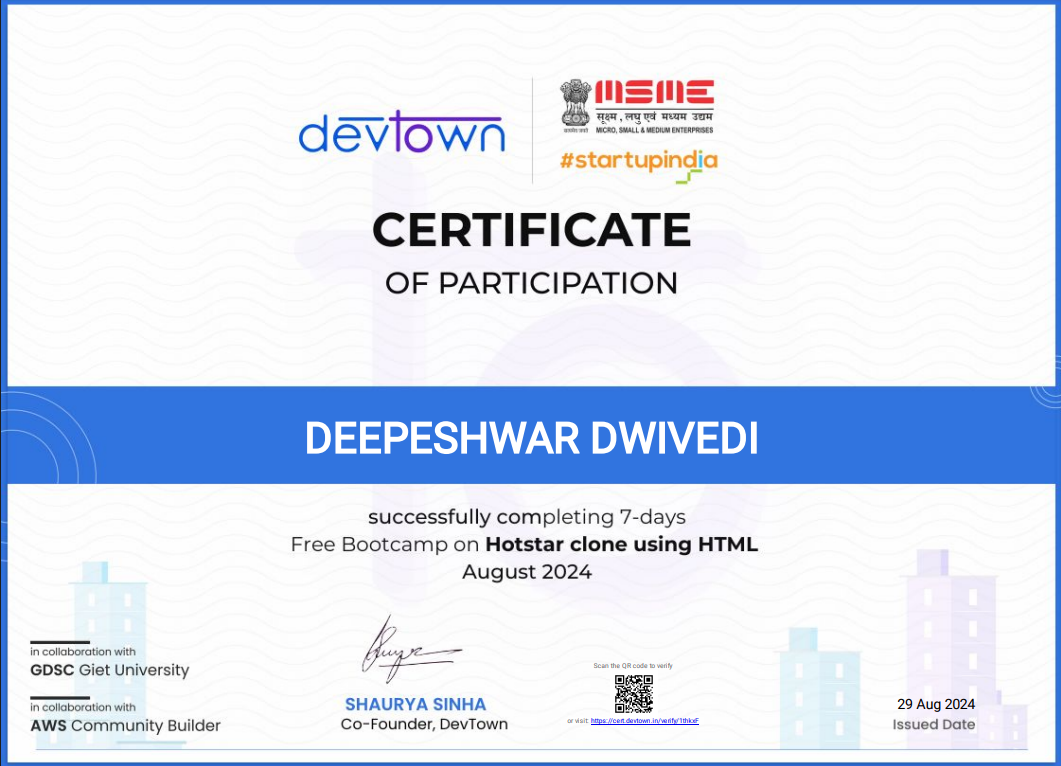 devtown
MSME
सूक्ष्म, लघु एवं मध्यम उद्यम
MICRO, SMALL & MEDIUM ENTERPRISES
#startupindia
CERTIFICATE
OF PARTICIPATION
DEEPESHWAR DWIVEDI
successfully completing 7-days
Free Bootcamp on Hotstar clone using HTML
August 2024
in collaboration with
GDSC Giet University
in collaboration with
AWS Community Builder
SHAURYA SINHA
Co-Founder, DevTown
Scan the QR code to verify
or visit: https://cert.devtown.in/verify/1thkxF
29 Aug 2024
Issued Date